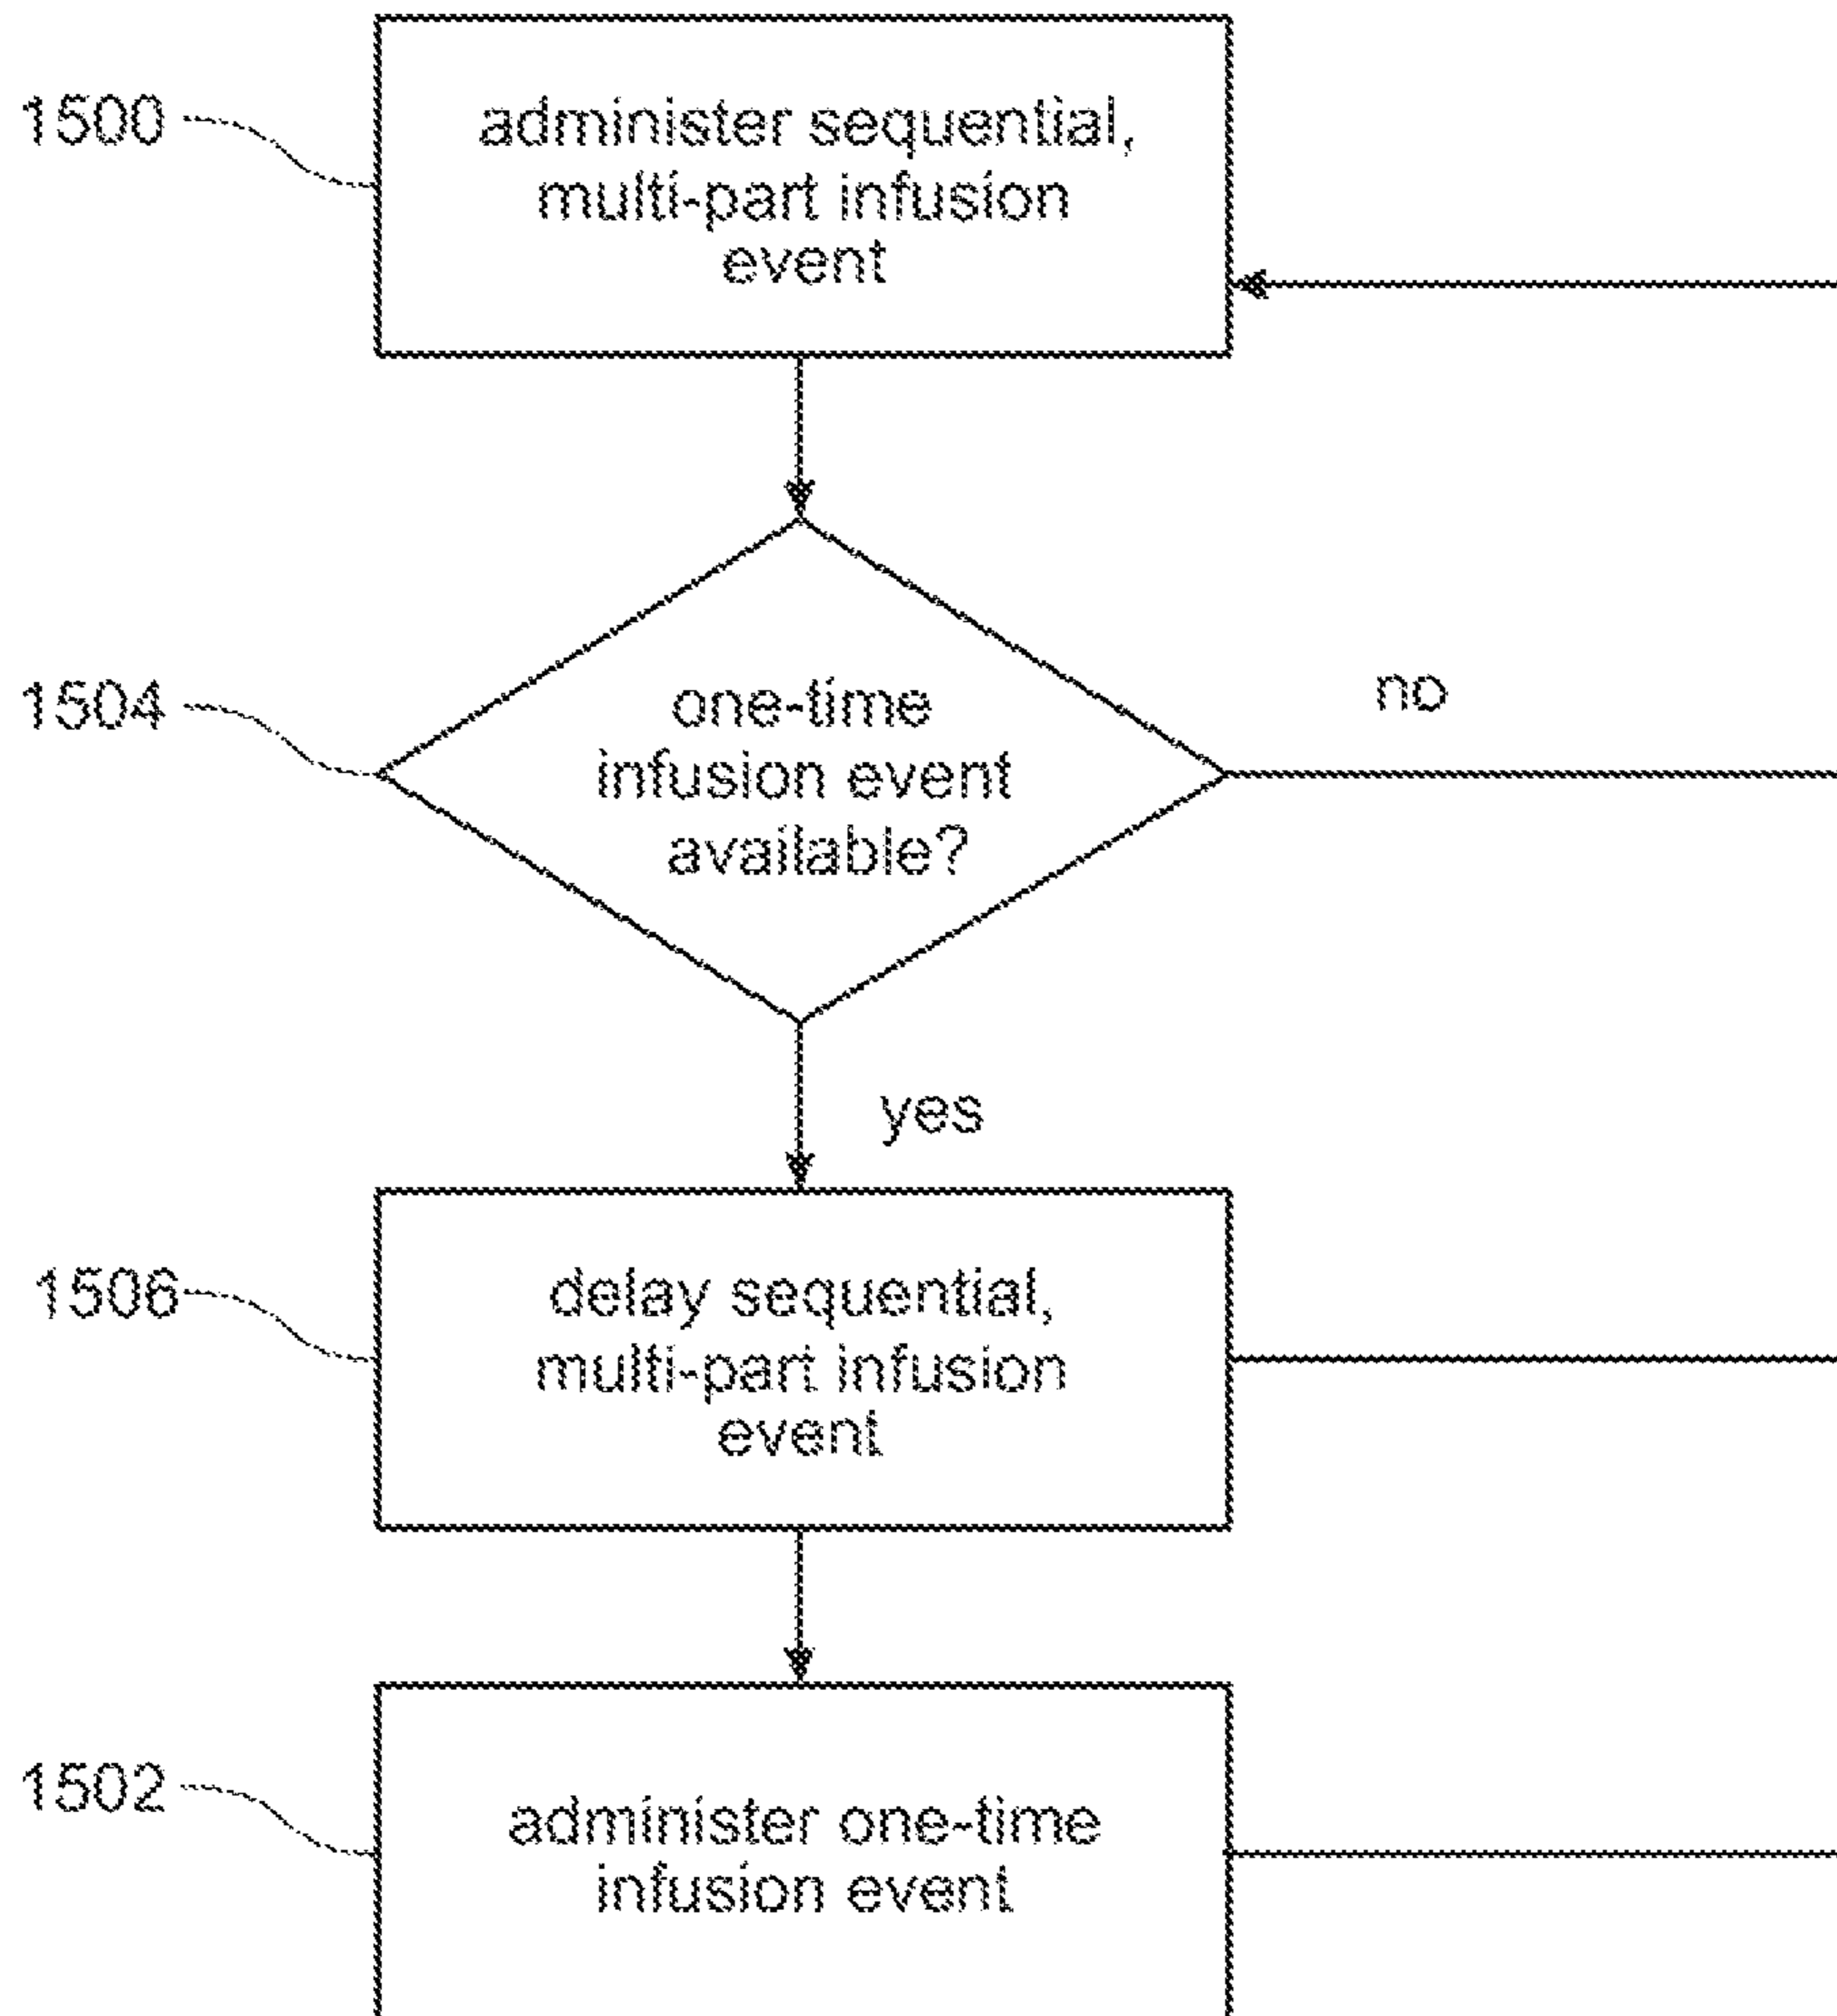 1500
administer sequential,
multi-part infusion
event
1504
one-time
infusion event
available?
no
yes
1506
delay sequential,
multi-part infusion
event
1502
administer one-time
infusion event